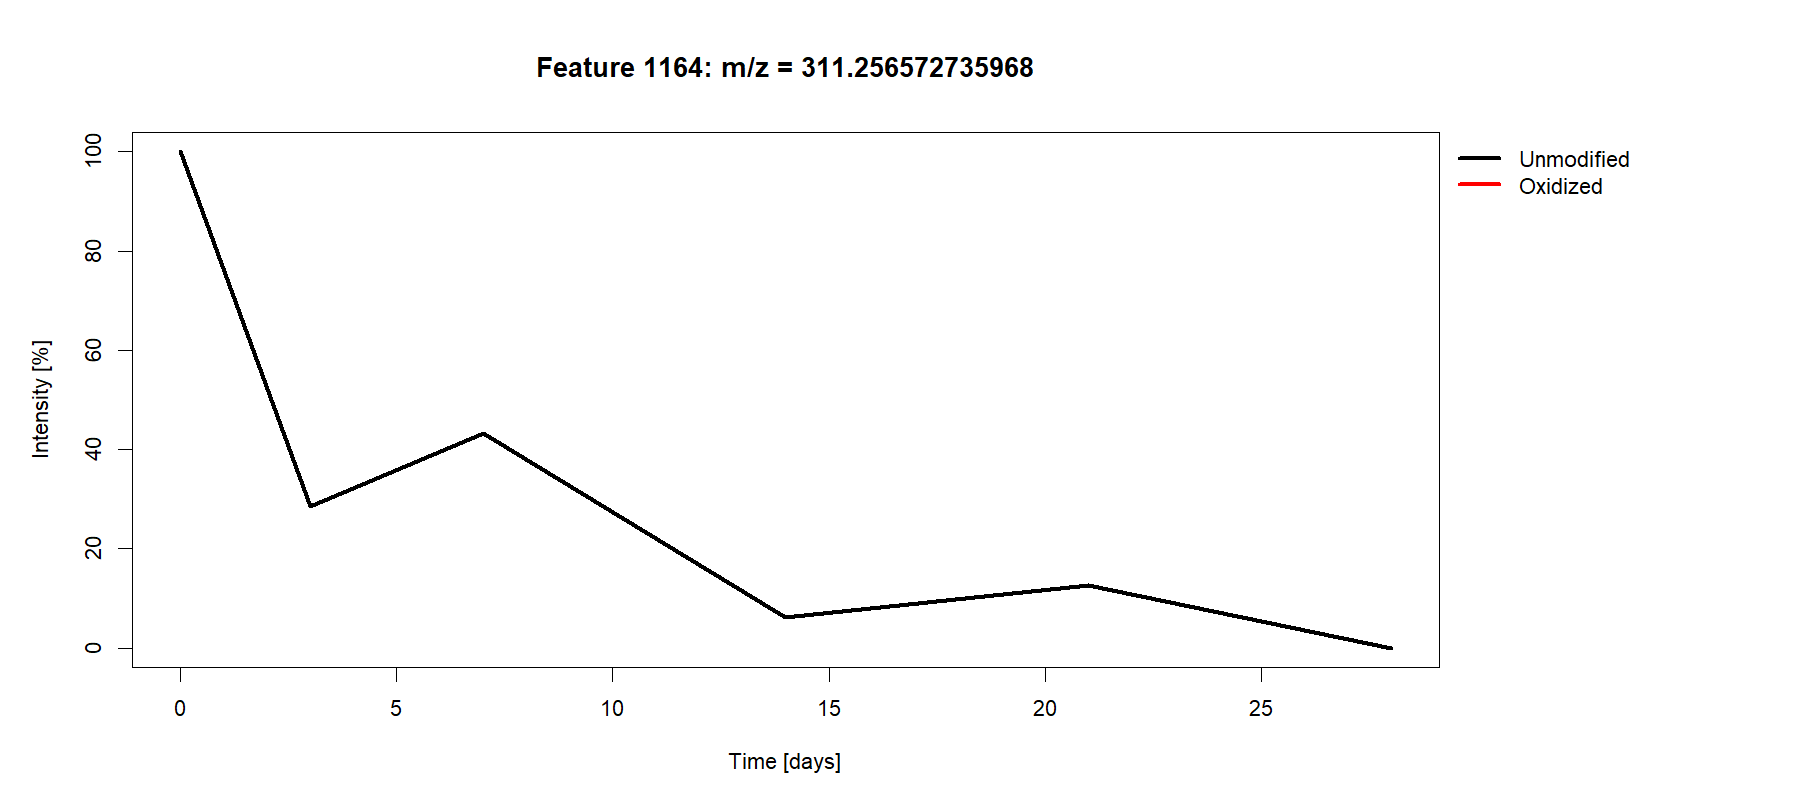 Feature 1164: m/z = 311.256572735968
Unmodified
Oxidized
Intensity [%]
100
80
60
40
20
0
0 5 10 15 20 25
Time [days]